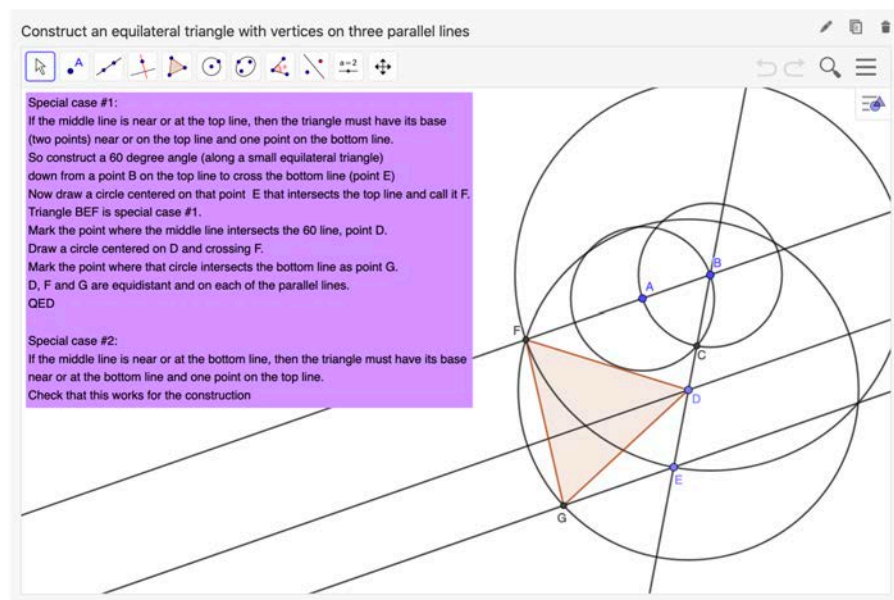 Construct an equilateral triangle with vertices on three parallel lines
A
a=2
Special case #1:
If the middle line is near or at the top line, then the triangle must have its base
(two points) near or on the top line and one point on the bottom line.
So construct a 60 degree angle (along a small equilateral triangle)
down from a point B on the top line to cross the bottom line (point E)
Now draw a circle centered on that point E that intersects the top line and call it F.
Triangle BEF is special case #1.
Mark the point where the middle line intersects the 60 line, point D.
Draw a circle centered on D and crossing F.
Mark the point where that circle intersects the bottom line as point G.
D, F and G are equidistant and on each of the parallel lines.
QED
Special case #2:
If the middle line is near or at the bottom line, then the triangle must have its base
near or at the bottom line and one point on the top line.
Check that this works for the construction
B
A
F
C
D
E
G